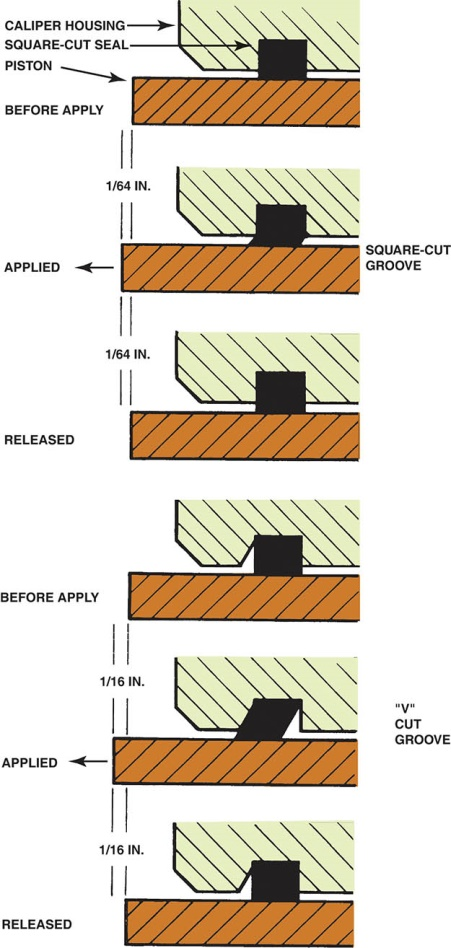 CALIPER HOUSING
SQUARE-CUT SEAL
PISTON
BEFORE APPLY
1/64 IN.
APPLIED
SQUARE-CUT
GROOVE
1/64 IN.
RELEASED
BEFORE APPLY
1/16 IN.
"V"
CUT
GROOVE
APPLIED
1/16 IN.
RELEASED